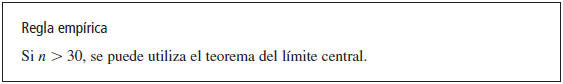 Regla empírica
Si n > 30, se puede utiliza el teorema del límite central.